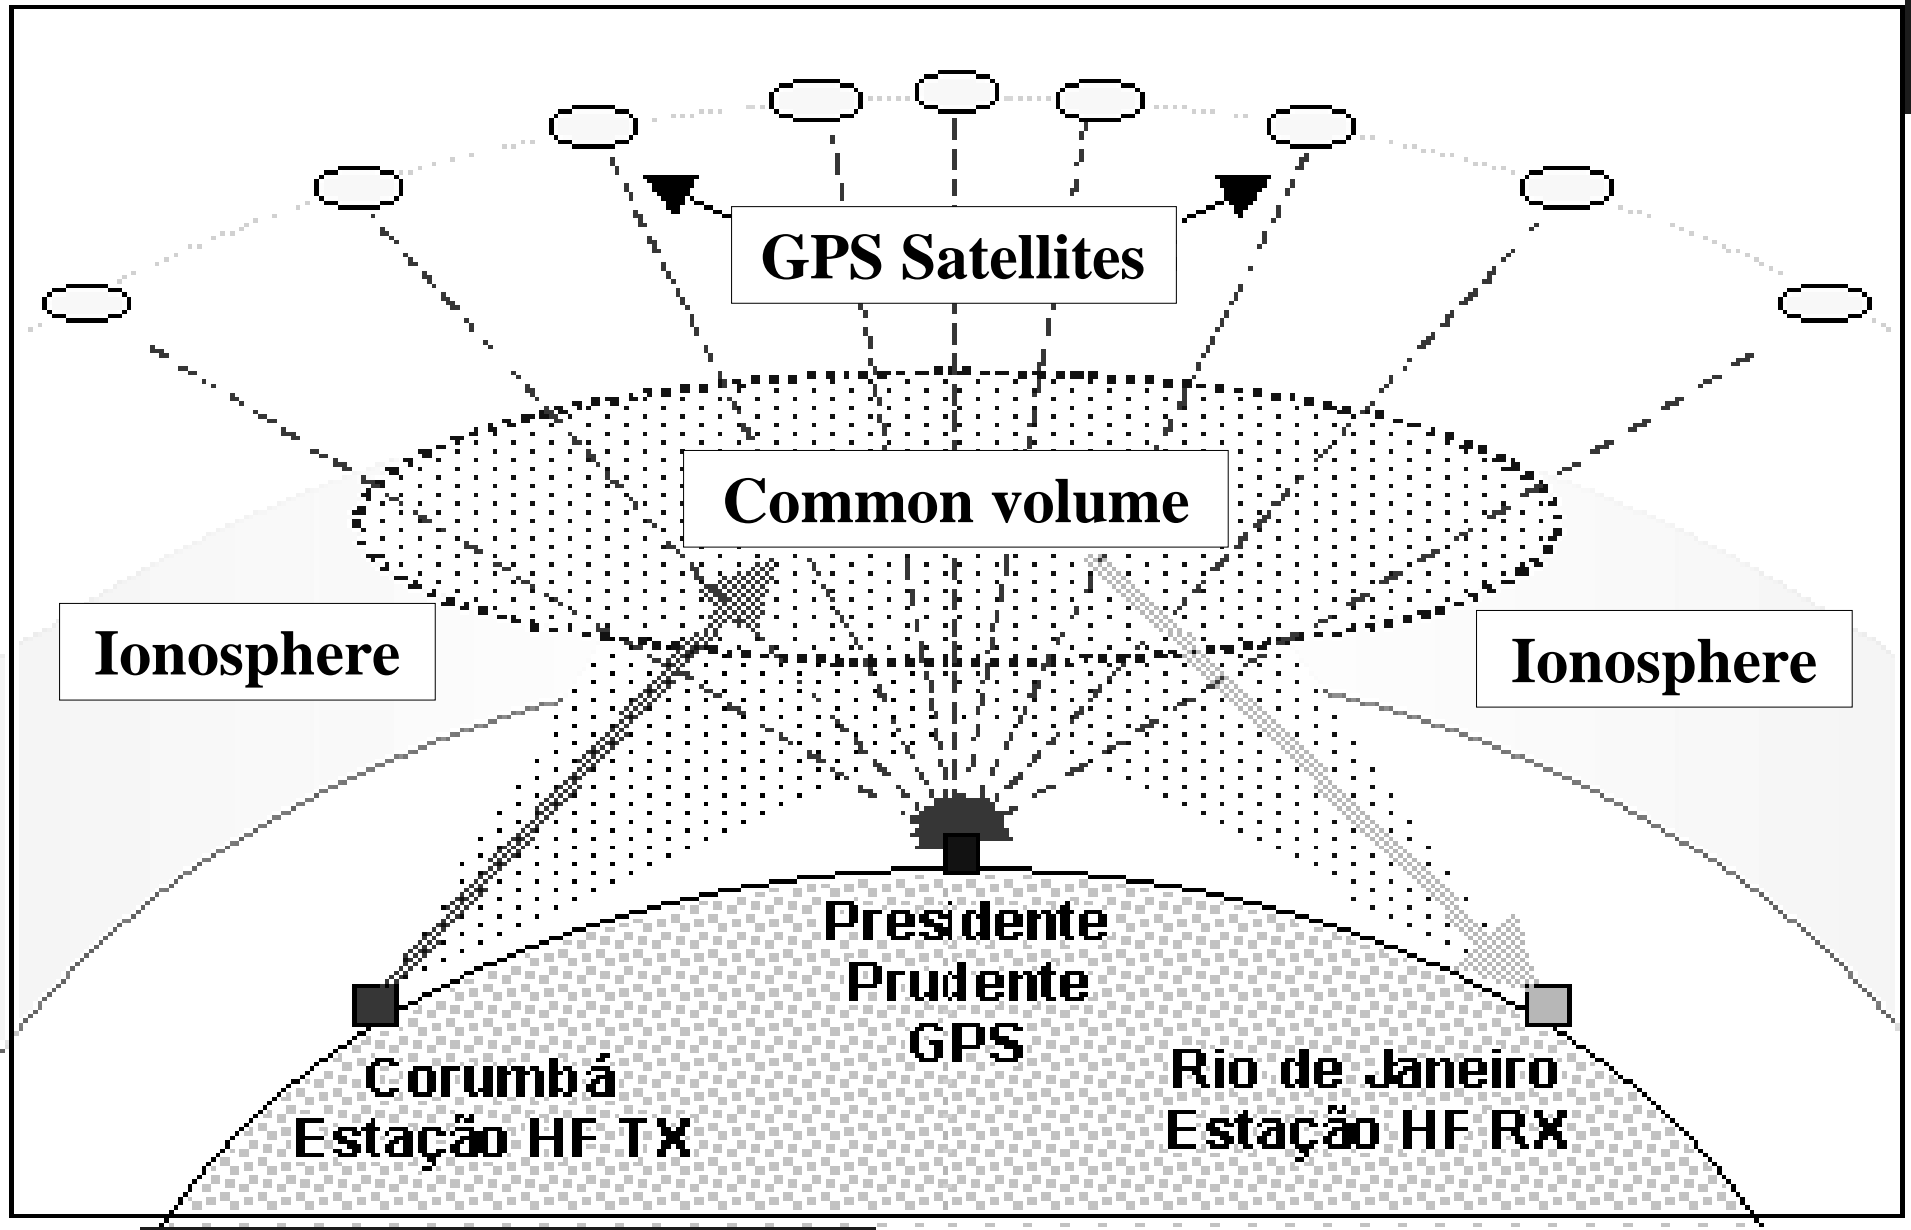 GPS Satellites
Common volume
Ionosphere
Ionosphere
Presidente
Prudente
GPS
Corumbá
Estação HF TX
Rio de Janeiro
Estação HF RX